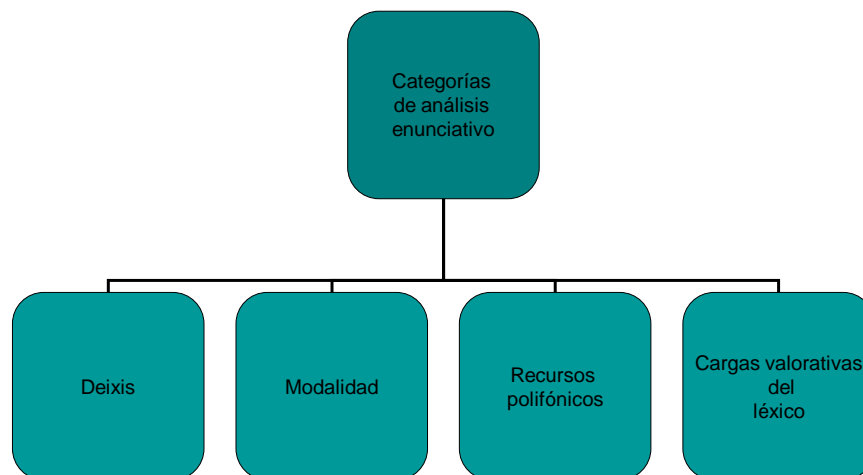 Categorías
de análisis
enunciativo
Deixis
Modalidad
Recursos
polifónicos
Cargas valorativas
del
léxico